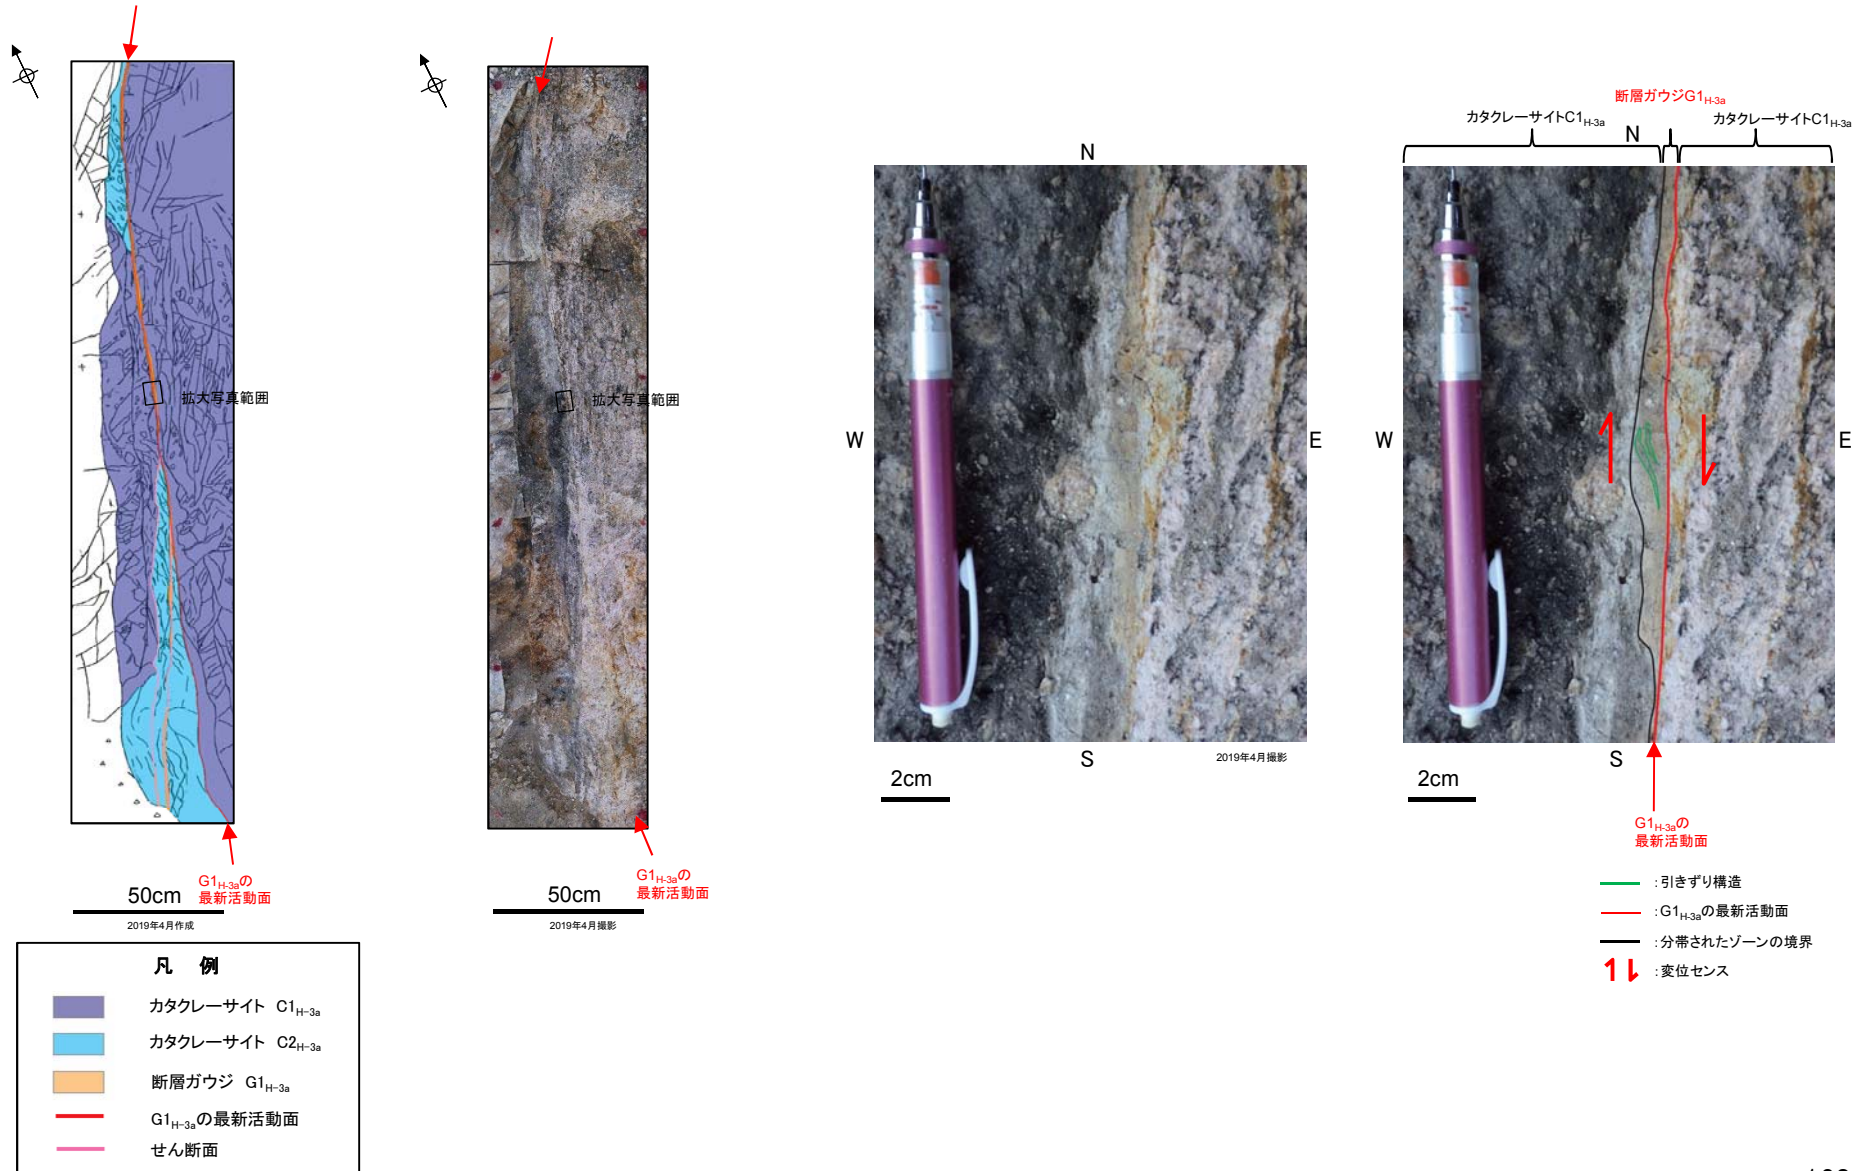 拡大写真範囲
G1H-3aの
最新活動面
50cm
2019年4月作成
凡 例
カタクレーサイト C1H-3a
カタクレーサイト C2H-3a
断層ガウジ G1H-3a
G1H-3aの最新活動面
せん断面
拡大写真範囲
G1H-3aの
最新活動面
50cm
2019年4月撮影
N
W
E
S
2019年4月撮影
2cm
断層ガウジG1H-3a
カタクレーサイトC1H-3a
カタクレーサイトC1H-3a
N
W
E
S
2cm
G1H-3aの
最新活動面
:引きずり構造
:G1H-3aの最新活動面
:分帯されたゾーンの境界
:変位センス